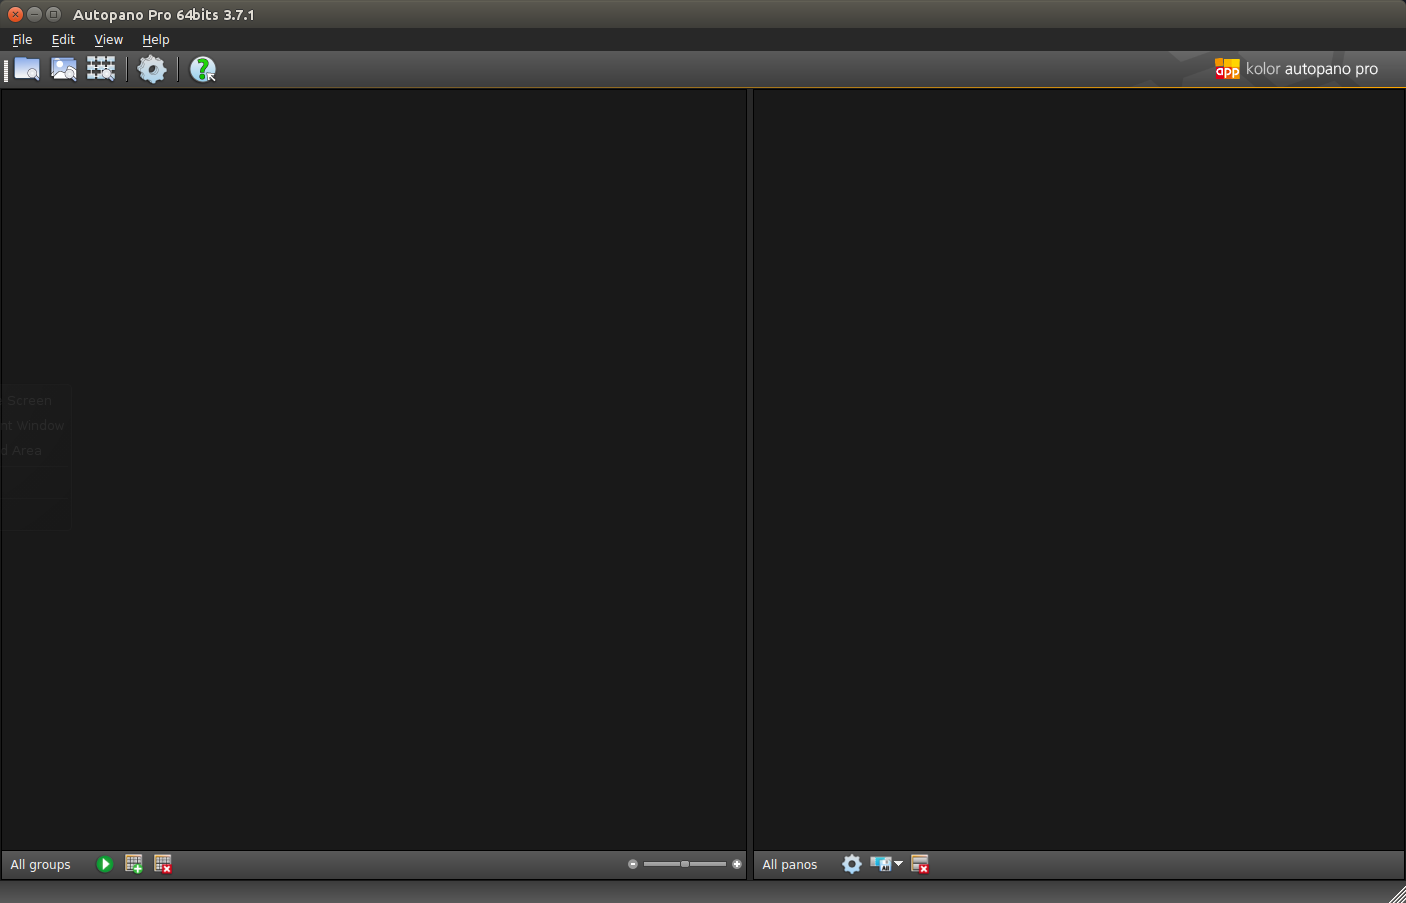 Autopano Pro 64bits 3.7.1
File Edit View Help
app kolor autopano pro
Screen
nt Window
d Area
All groups
All panos